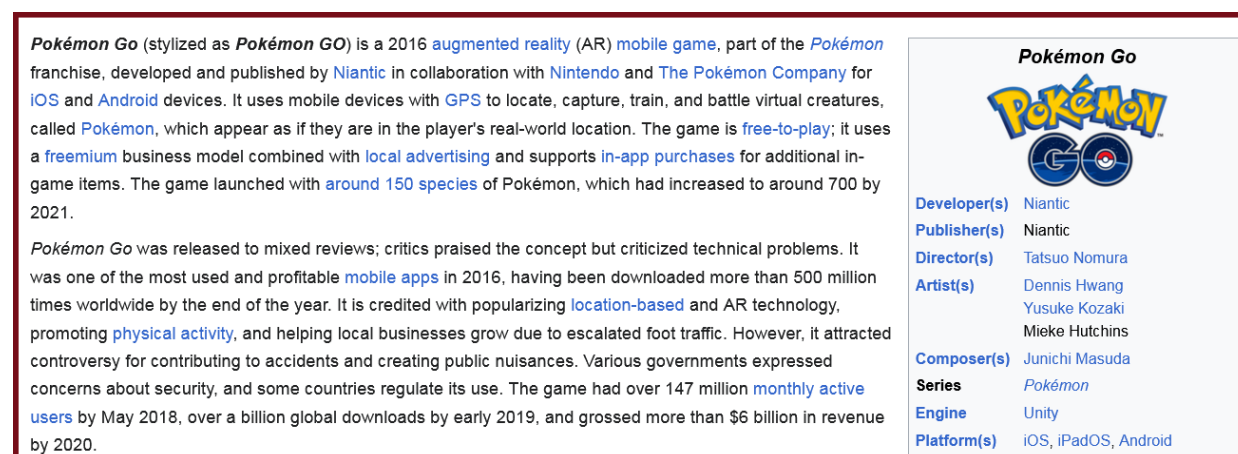 Pokémon Go (stylized as Pokémon GO) is a 2016 augmented reality (AR) mobile game, part of the Pokémon
franchise, developed and published by Niantic in collaboration with Nintendo and The Pokémon Company for
iOS and Android devices. It uses mobile devices with GPS to locate, capture, train, and battle virtual creatures,
called Pokémon, which appear as if they are in the player's real-world location. The game is free-to-play; it uses
a freemium business model combined with local advertising and supports in-app purchases for additional in-
game items. The game launched with around 150 species of Pokémon, which had increased to around 700 by
2021.
Pokémon Go was released to mixed reviews; critics praised the concept but criticized technical problems. It
was one of the most used and profitable mobile apps in 2016, having been downloaded more than 500 million
times worldwide by the end of the year. It is credited with popularizing location-based and AR technology,
promoting physical activity, and helping local businesses grow due to escalated foot traffic. However, it attracted
controversy for contributing to accidents and creating public nuisances. Various governments expressed
concerns about security, and some countries regulate its use. The game had over 147 million monthly active
users by May 2018, over a billion global downloads by early 2019, and grossed more than $6 billion in revenue
by 2020.
Pokémon Go
POKéMON
GO
Developer(s) Niantic
Publisher(s) Niantic
Director(s) Tatsuo Nomura
Artist(s) Dennis Hwang
Yusuke Kozaki
Mieke Hutchins
Composer(s) Junichi Masuda
Series Pokémon
Engine Unity
Platform(s) iOS, iPadOS, Android